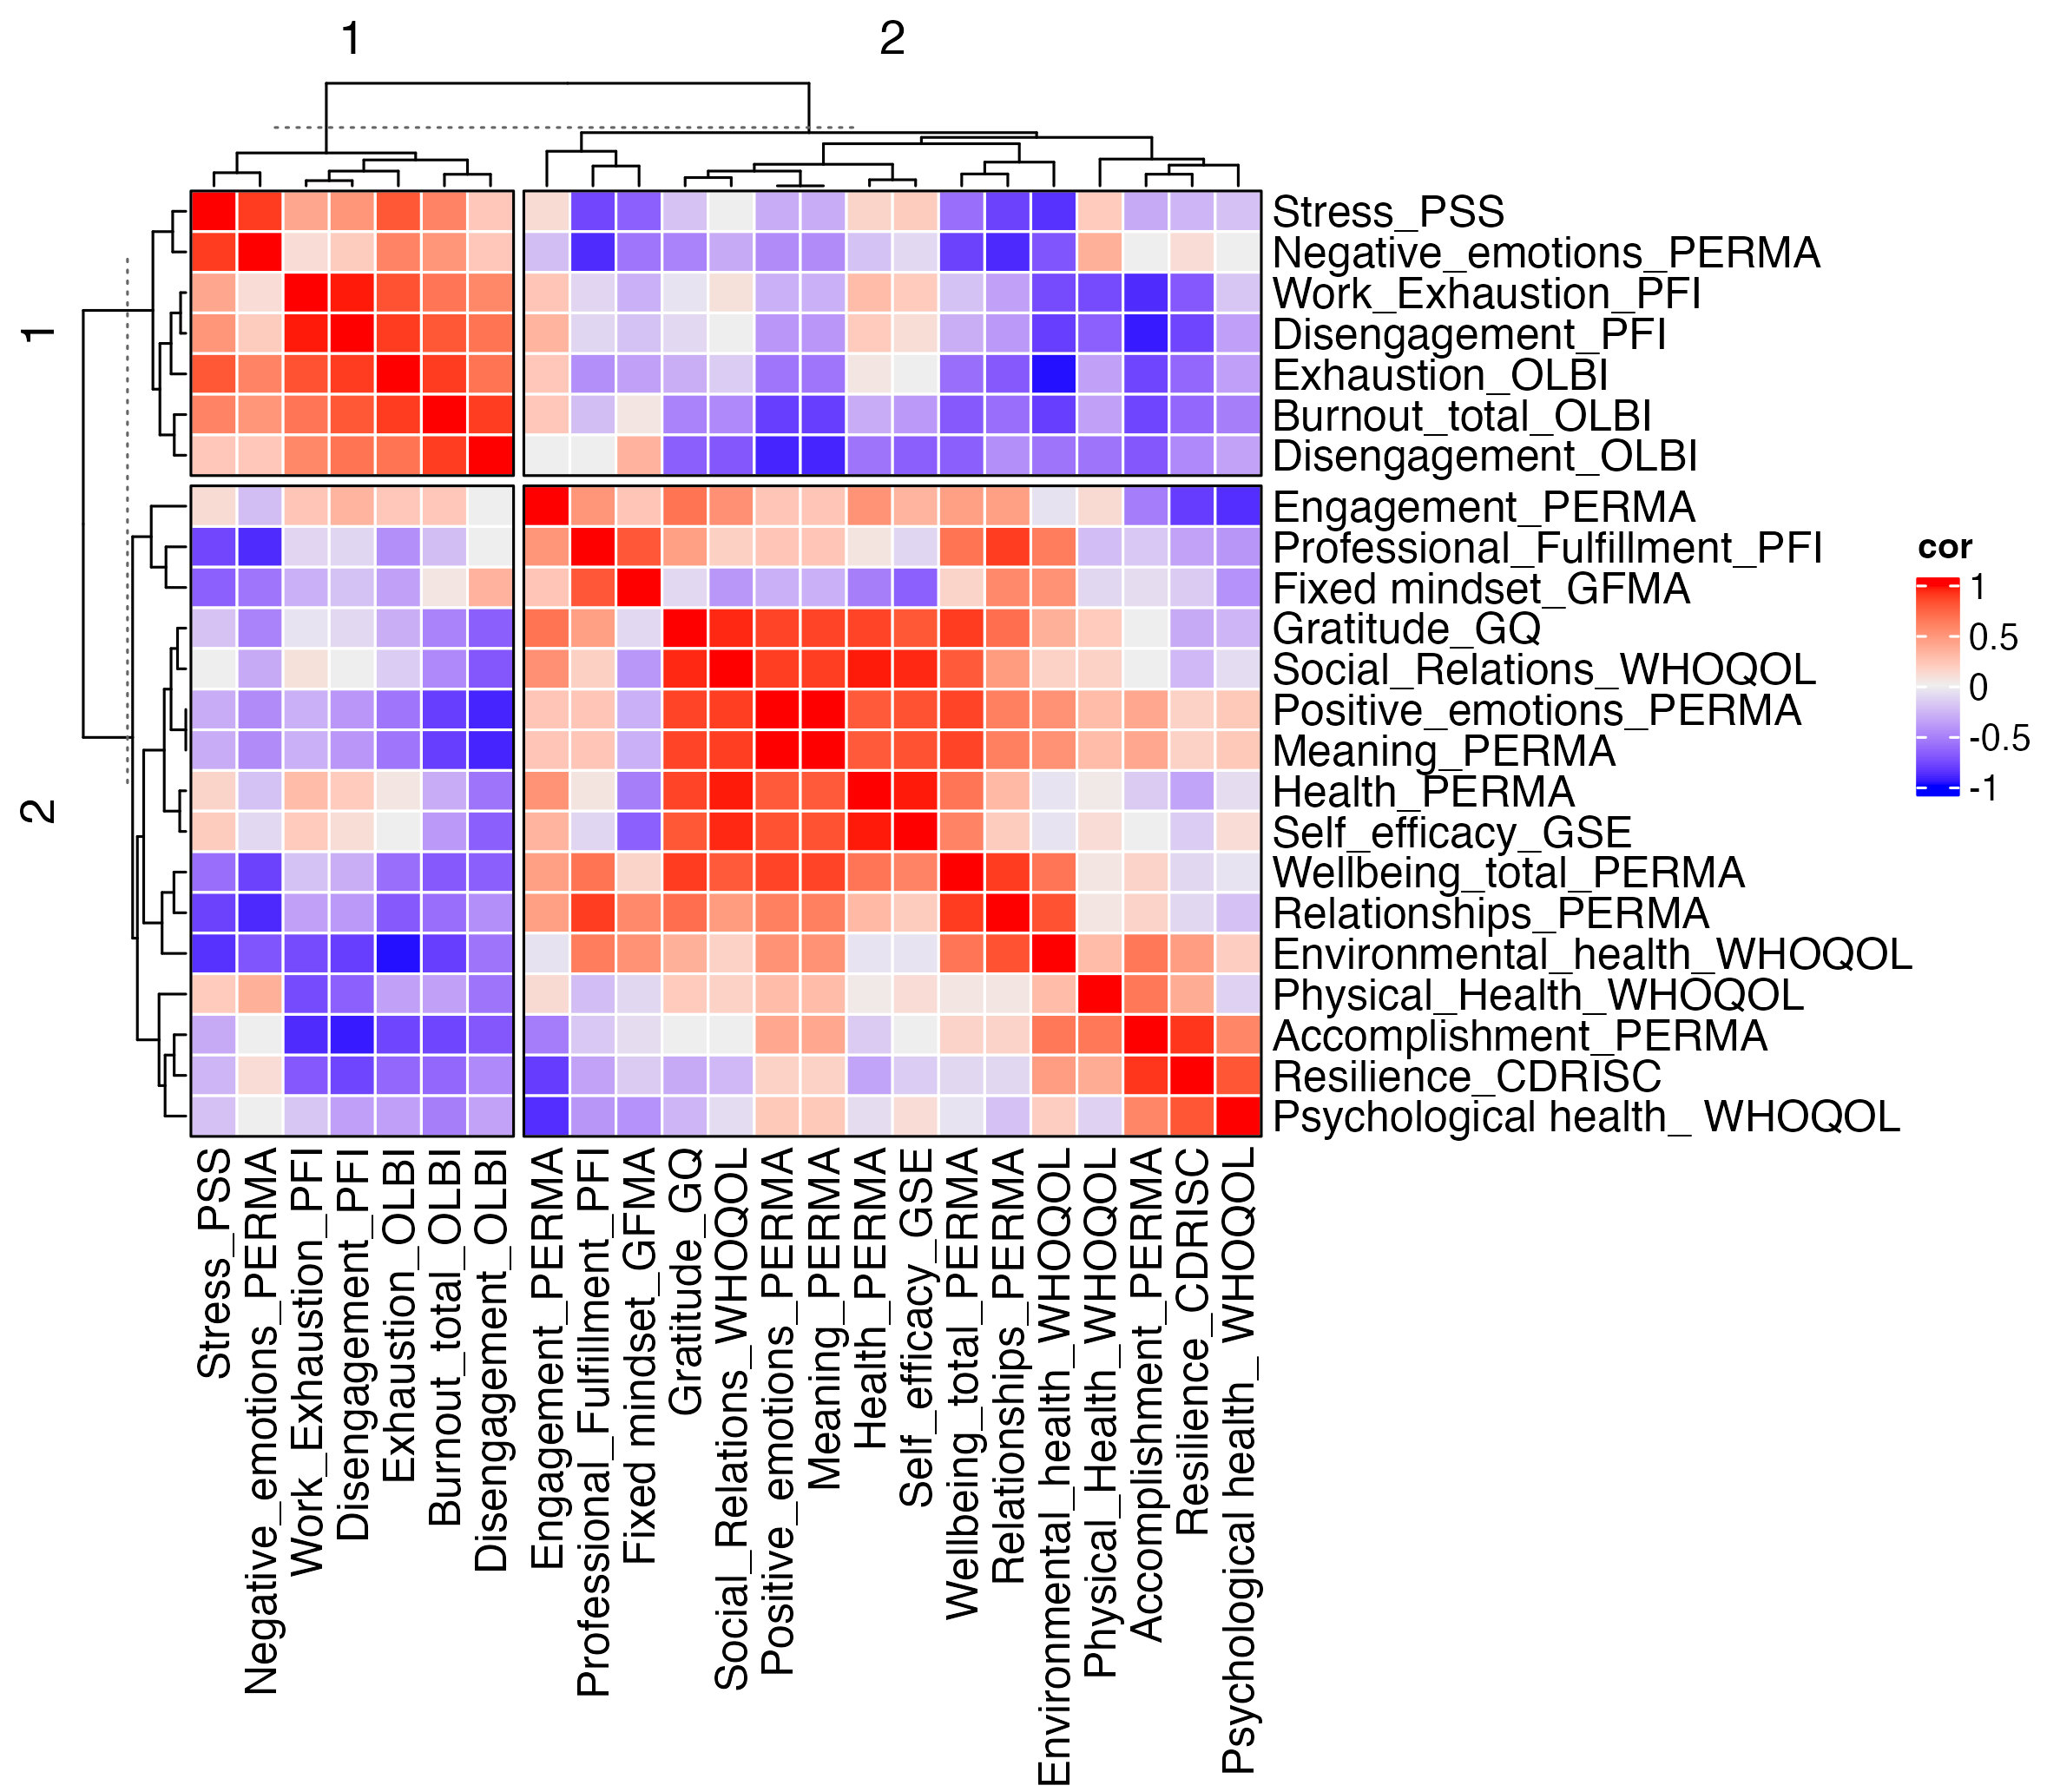 1
2
1
2
Stress_PSS
Negative_emotions_PERMA
Work_Exhaustion_PFI
Disengagement_PFI
Exhaustion_OLBI
Burnout_total_OLBI
Disengagement_OLBI
Engagement_PERMA
Professional_Fulfillment_PFI
Fixed mindset_GFMA
Gratitude_GQ
Social_Relations_WHOQOL
Positive_emotions_PERMA
Meaning_PERMA
Health_PERMA
Self_efficacy_GSE
Wellbeing_total_PERMA
Relationships_PERMA
Environmental_health_WHOQOL
Physical_Health_WHOQOL
Accomplishment_PERMA
Resilience_CDRISC
Psychological health_ WHOQOL
cor
1
0.5
0
-0.5
-1
Stress_PSS
Negative_emotions_PERMA
Work_Exhaustion_PFI
Disengagement_PFI
Exhaustion_OLBI
Burnout_total_OLBI
Disengagement_OLBI
Engagement_PERMA
Professional_Fulfillment_PFI
Fixed mindset_GFMA
Gratitude_GQ
Social_Relations_WHOQOL
Positive_emotions_PERMA
Meaning_PERMA
Health_PERMA
Self_efficacy_GSE
Wellbeing_total_PERMA
Relationships_PERMA
Environmental_health_WHOQOL
Physical_Health_WHOQOL
Accomplishment_PERMA
Resilience_CDRISC
Psychological health_ WHOQOL